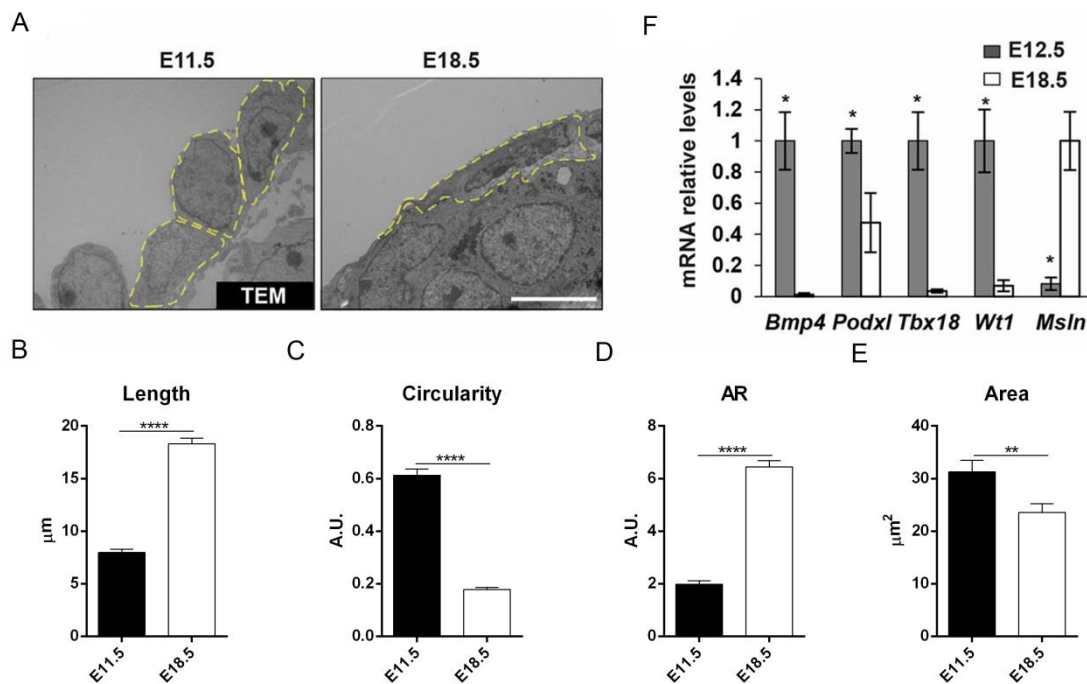 A
E11.5
E18.5
TEM
F
E12.5
E18.5
mRNA relative levels
1.4
1.2
1
0.8
0.6
0.4
0.2
0
*
*
*
*
*
Bmp4 Podxl Tbx18 Wt1 Msln
B
Length
μm
20
15
10
5
0
****
E11.5
E18.5
C
Circularity
A.U.
0.8
0.6
0.4
0.2
0.0
****
E11.5
E18.5
D
AR
A.U.
8
6
4
2
0
****
E11.5
E18.5
E
Area
μm²
40
30
20
10
0
**
E11.5
E18.5